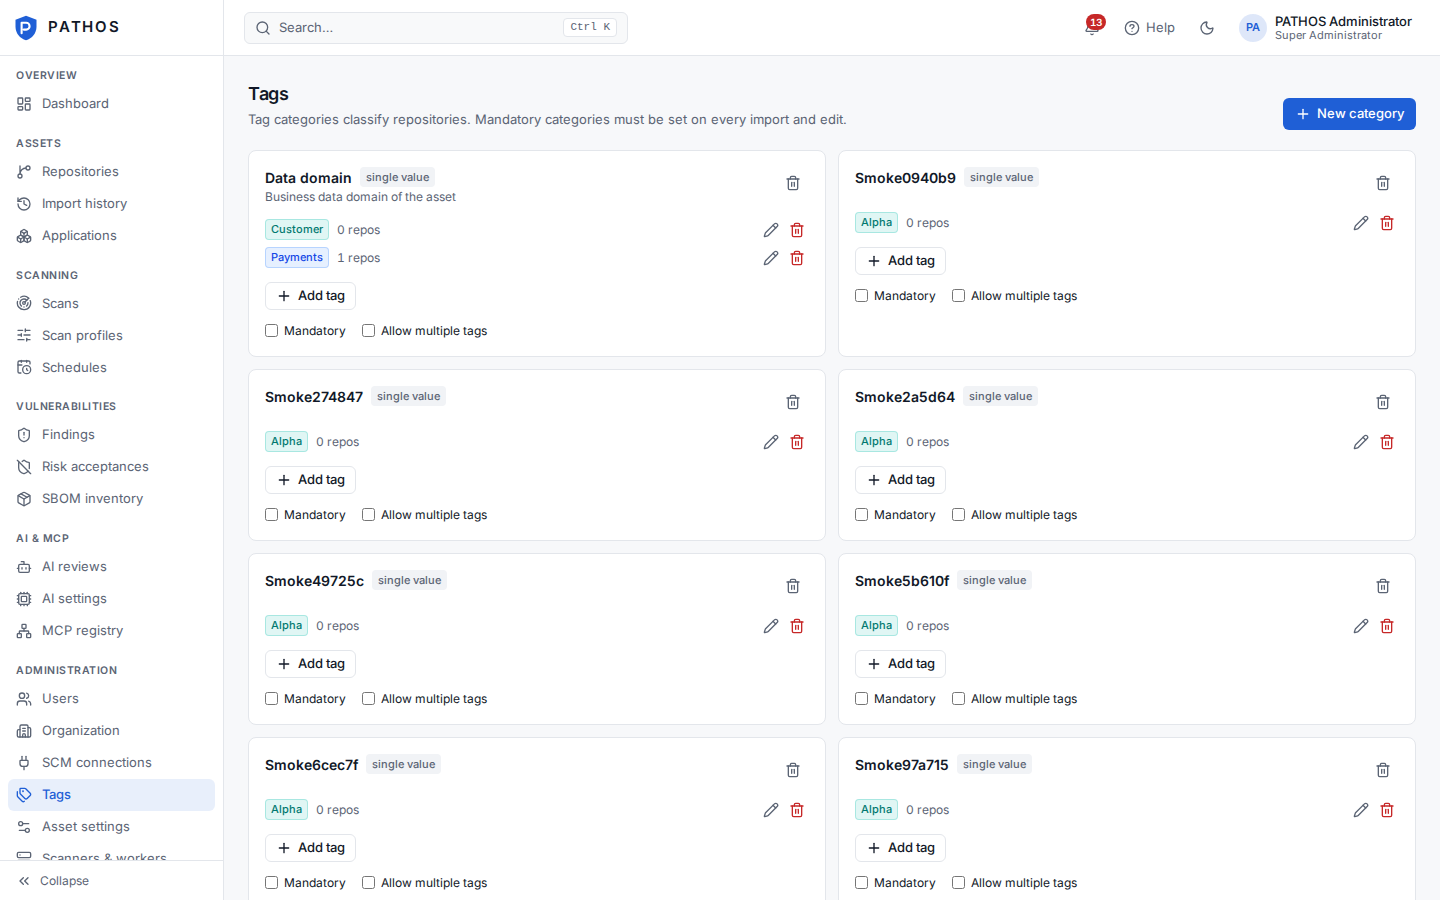 PATHOS
Search...
Ctrl K
13
Help
PA
PATHOS Administrator
Super Administrator
OVERVIEW
Dashboard
ASSETS
Repositories
Import history
Applications
SCANNING
Scans
Scan profiles
Schedules
VULNERABILITIES
Findings
Risk acceptances
SBOM inventory
AI & MCP
AI reviews
AI settings
MCP registry
ADMINISTRATION
Users
Organization
SCM connections
Tags
Asset settings
Scanners & workers
Collapse
Tags
Tag categories classify repositories. Mandatory categories must be set on every import and edit.
New category
Data domain single value
Business data domain of the asset
Customer 0 repos
Payments 1 repos
Add tag
Mandatory Allow multiple tags
Smoke0940b9 single value
Alpha 0 repos
Add tag
Mandatory Allow multiple tags
Smoke274847 single value
Alpha 0 repos
Add tag
Mandatory Allow multiple tags
Smoke2a5d64 single value
Alpha 0 repos
Add tag
Mandatory Allow multiple tags
Smoke49725c single value
Alpha 0 repos
Add tag
Mandatory Allow multiple tags
Smoke5b610f single value
Alpha 0 repos
Add tag
Mandatory Allow multiple tags
Smoke6cec7f single value
Alpha 0 repos
Add tag
Mandatory Allow multiple tags
Smoke97a715 single value
Alpha 0 repos
Add tag
Mandatory Allow multiple tags